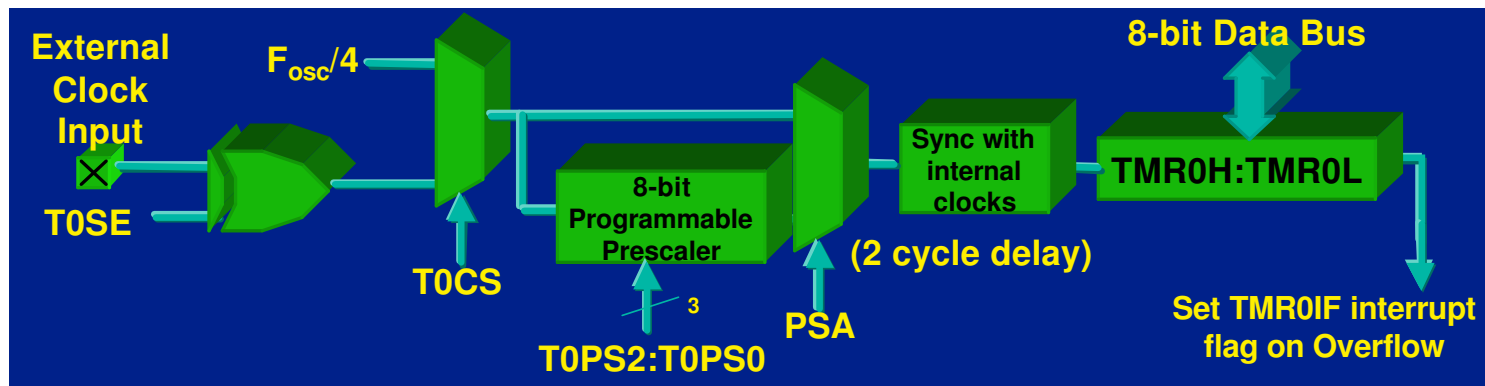 External
Clock
Input
Fosc/4
T0SE
T0CS
8-bit
Programmable
Prescaler
3
T0PS2:T0PS0
PSA
Sync with
internal
clocks
(2 cycle delay)
8-bit Data Bus
TMR0H:TMR0L
Set TMR0IF interrupt
flag on Overflow